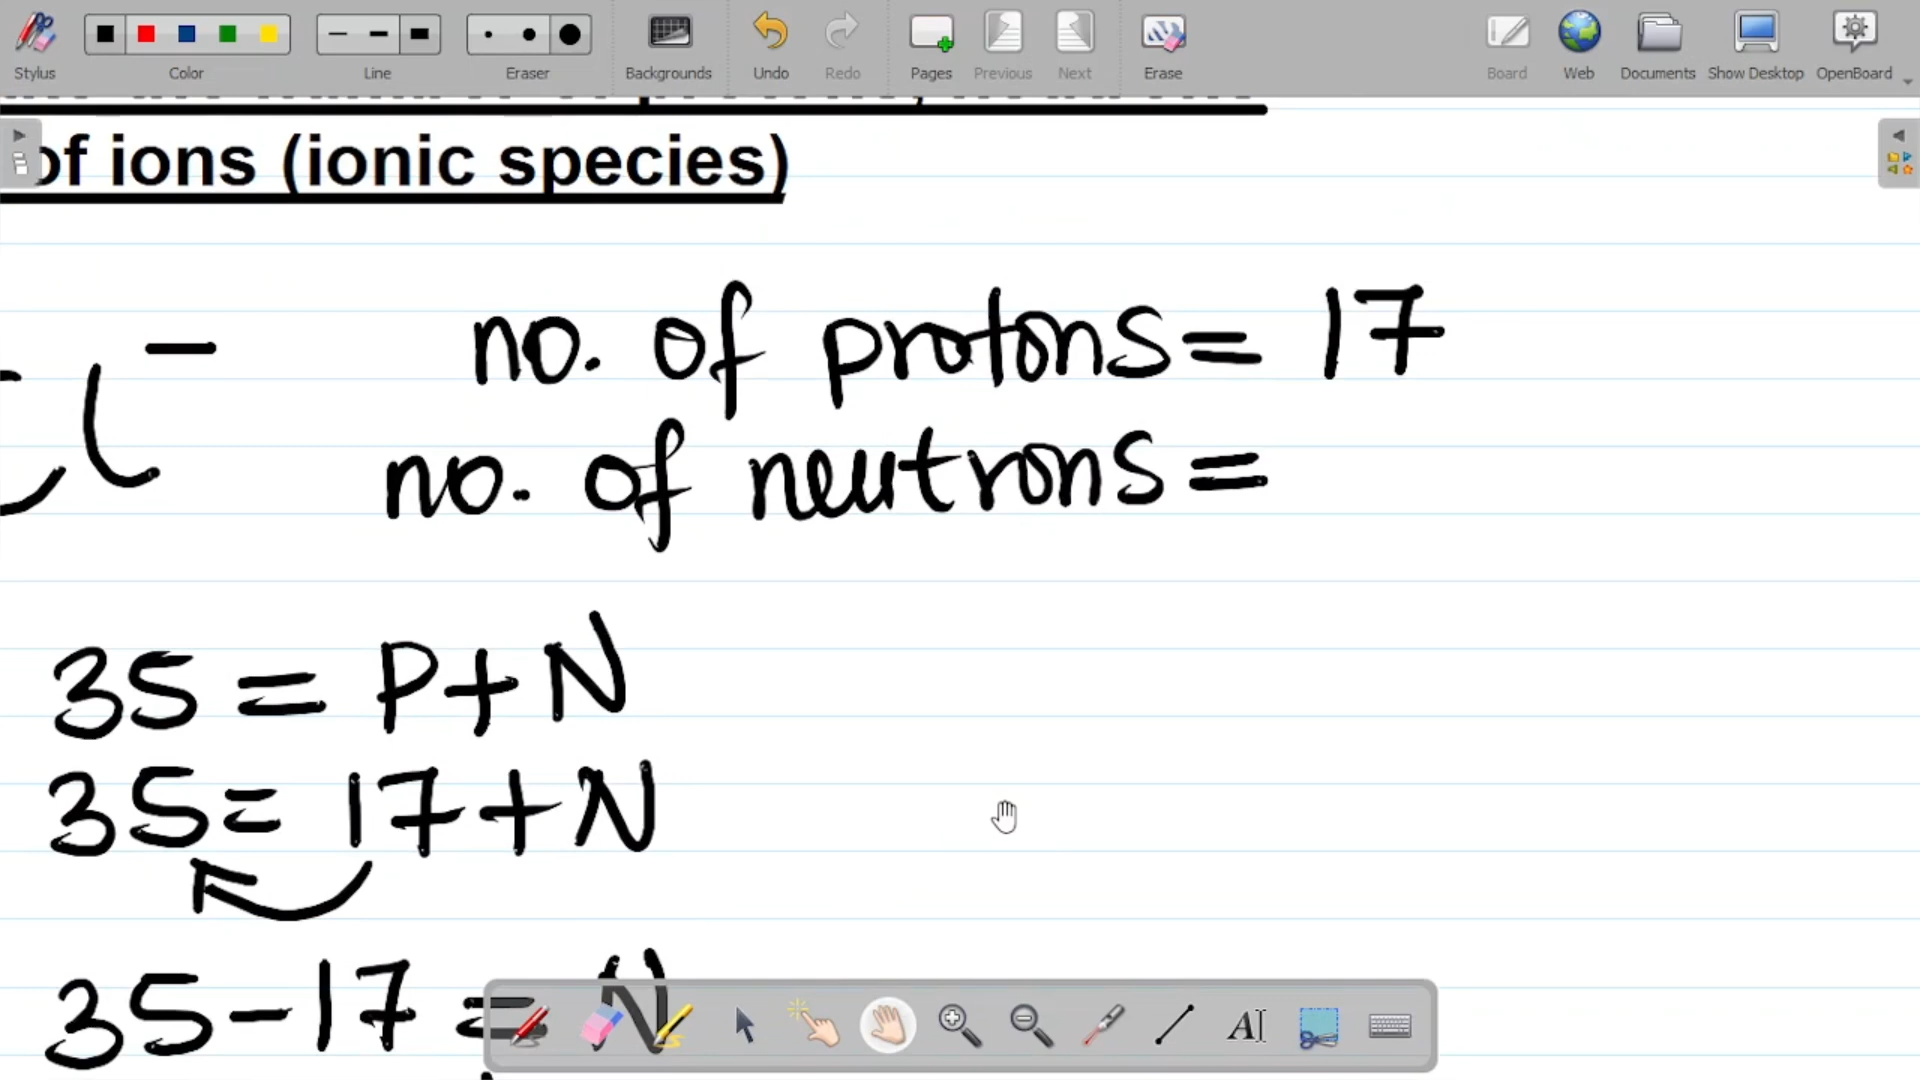 Stylus Color Line Eraser Backgrounds Undo Redo Pages Previous Next Erase Board Web Documents Show Desktop OpenBoard
of ions (ionic species)
no. of protons = 17
no. of neutrons =
35 = P+N
35 = 17+N
35-17 = N